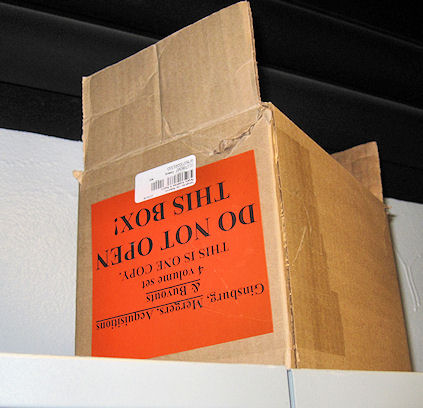 Ginsburg, Mergers, Acquisitions
& Buyouts
4 volume set
THIS IS ONE COPY.
DO NOT OPEN
THIS BOX!